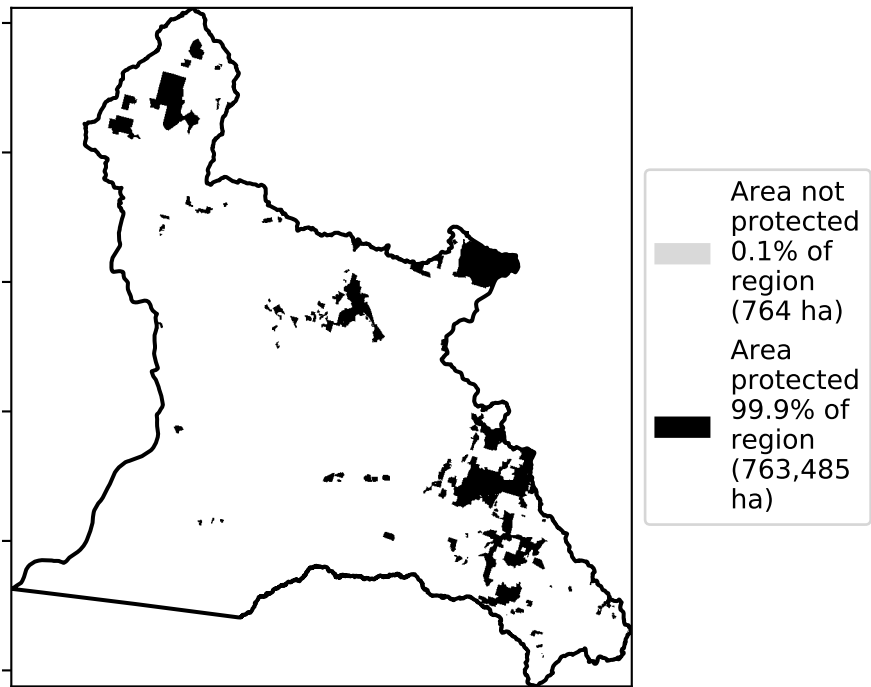 Area not
protected
0.1% of
region
(764 ha)
Area
protected
99.9% of
region
(763,485
ha)